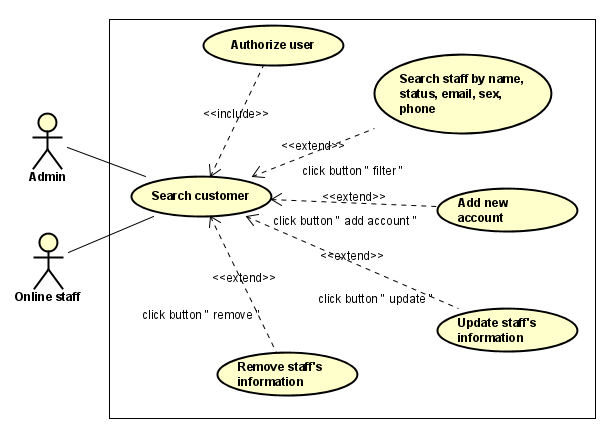 Authorize user
Search staff by name,
status, email, sex,
phone
<<include>>
<<extend>>
Admin
click button " filter "
Search customer
<<extend>>
Add new
account
click button " add account "
<<extend>>
<<extend>>
Online staff
click button " update "
click button " remove "
Update staff's
information
Remove staff's
information